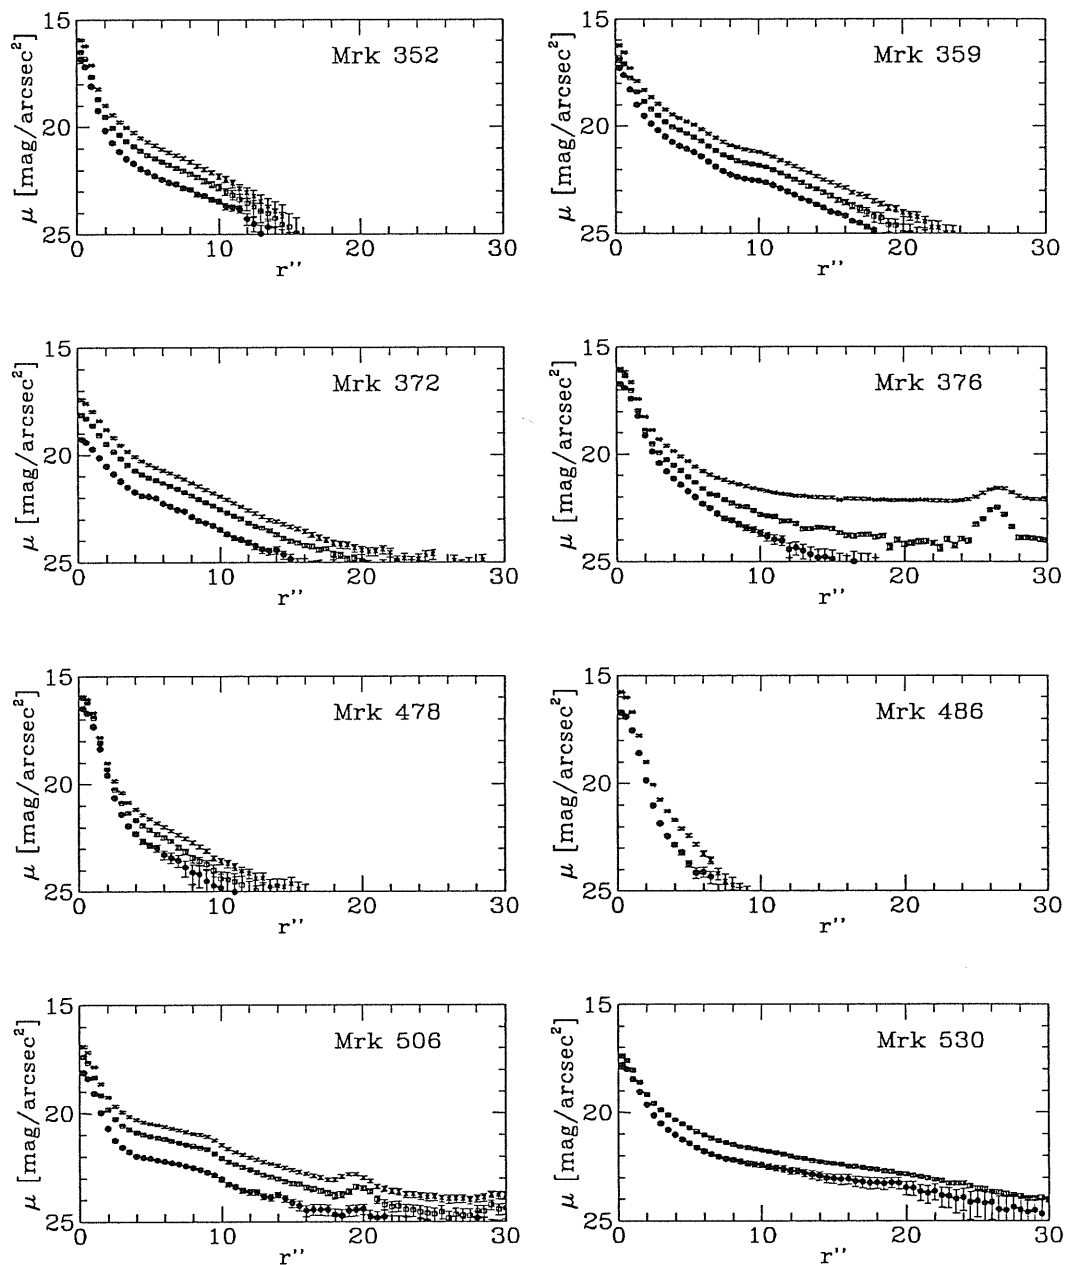 15
20
25
μ [mag/arcsec²]
Mrk 352
0 10 20 30
r''
15
20
25
μ [mag/arcsec²]
Mrk 359
0 10 20 30
r''
15
20
25
μ [mag/arcsec²]
Mrk 372
0 10 20 30
r''
15
20
25
μ [mag/arcsec²]
Mrk 376
0 10 20 30
r''
15
20
25
μ [mag/arcsec²]
Mrk 478
0 10 20 30
r''
15
20
25
μ [mag/arcsec²]
Mrk 486
0 10 20 30
r''
15
20
25
μ [mag/arcsec²]
Mrk 506
0 10 20 30
r''
15
20
25
μ [mag/arcsec²]
Mrk 530
0 10 20 30
r''